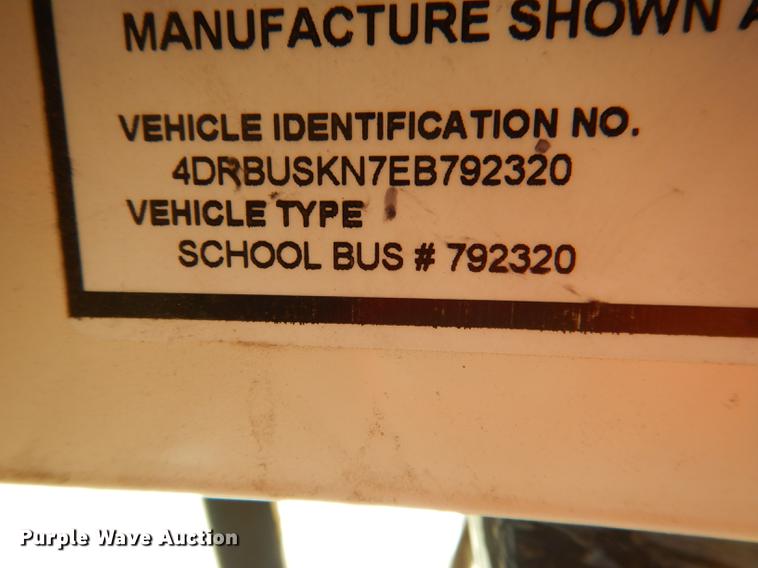 MANUFACTURE SHOWN
VEHICLE IDENTIFICATION NO.
4DRBUSKN7EB792320
VEHICLE TYPE
SCHOOL BUS # 792320
Purple Wave Auction